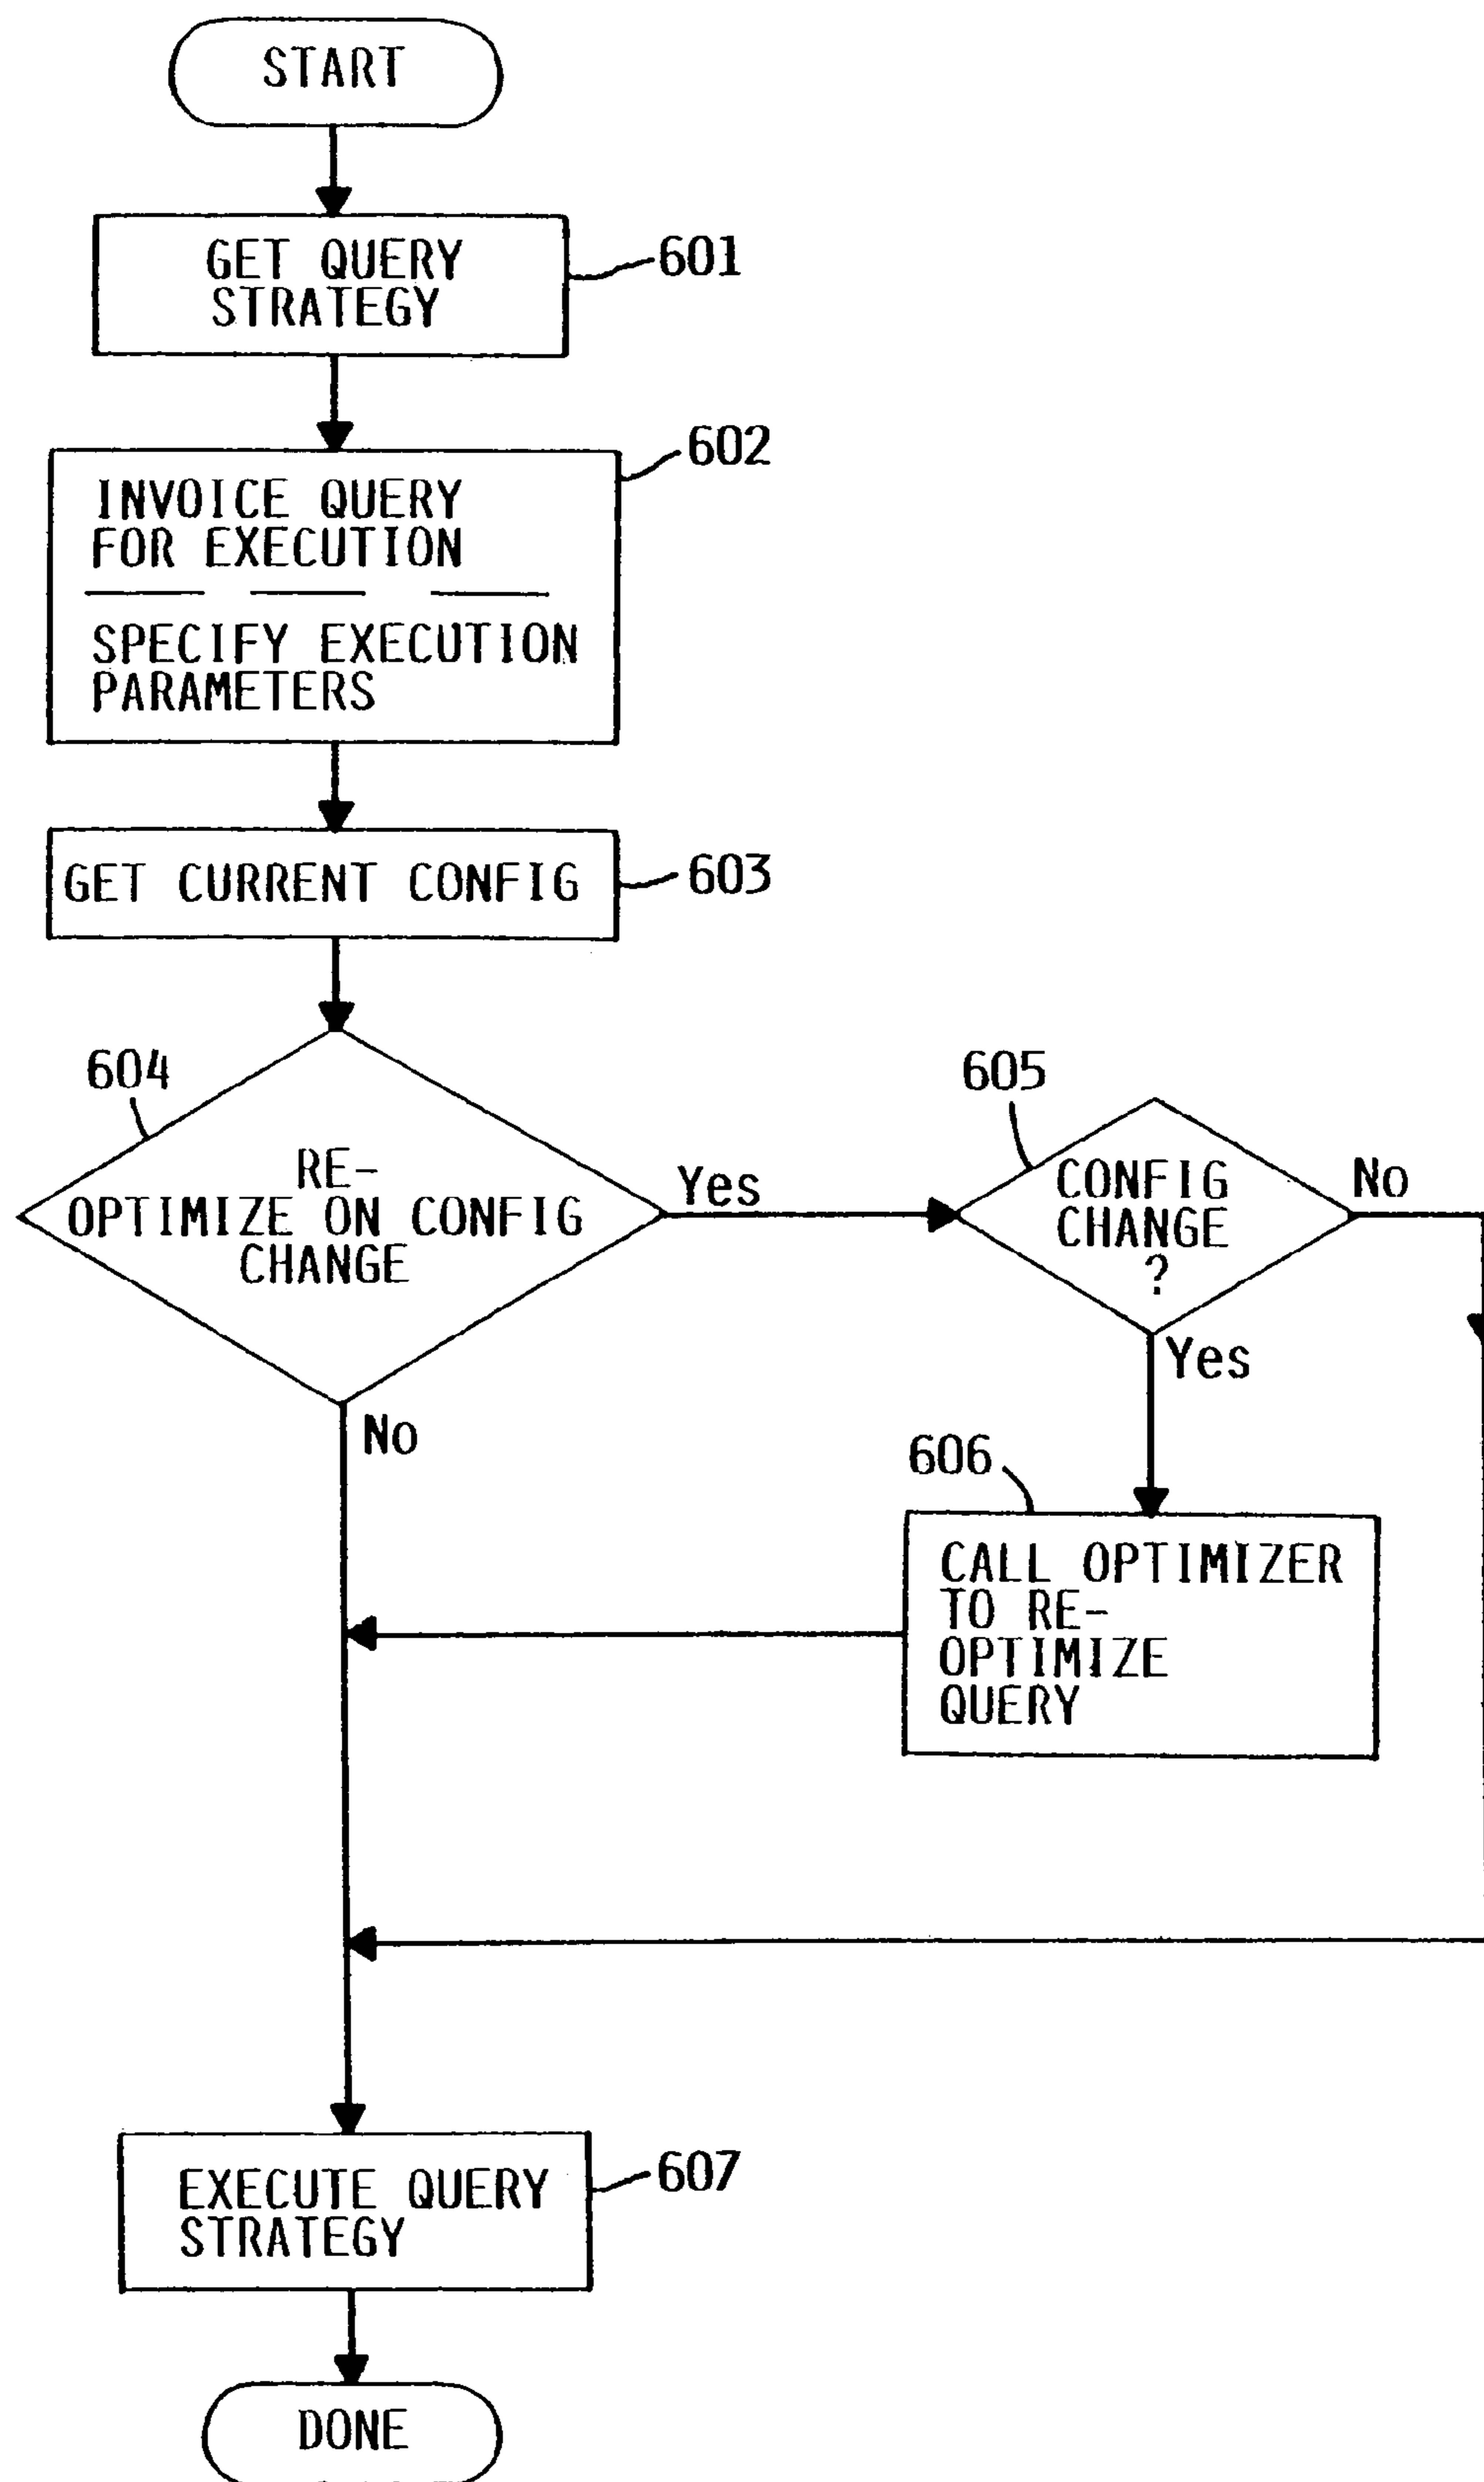 START
GET QUERY
STRATEGY
601
INVOICE QUERY
FOR EXECUTION
SPECIFY EXECUTION
PARAMETERS
602
GET CURRENT CONFIG
603
604
RE-
OPTIMIZE ON CONFIG
CHANGE
Yes
No
605
CONFIG
CHANGE
?
No
Yes
606
CALL OPTIMIZER
TO RE-
OPTIMIZE
QUERY
EXECUTE QUERY
STRATEGY
607
DONE